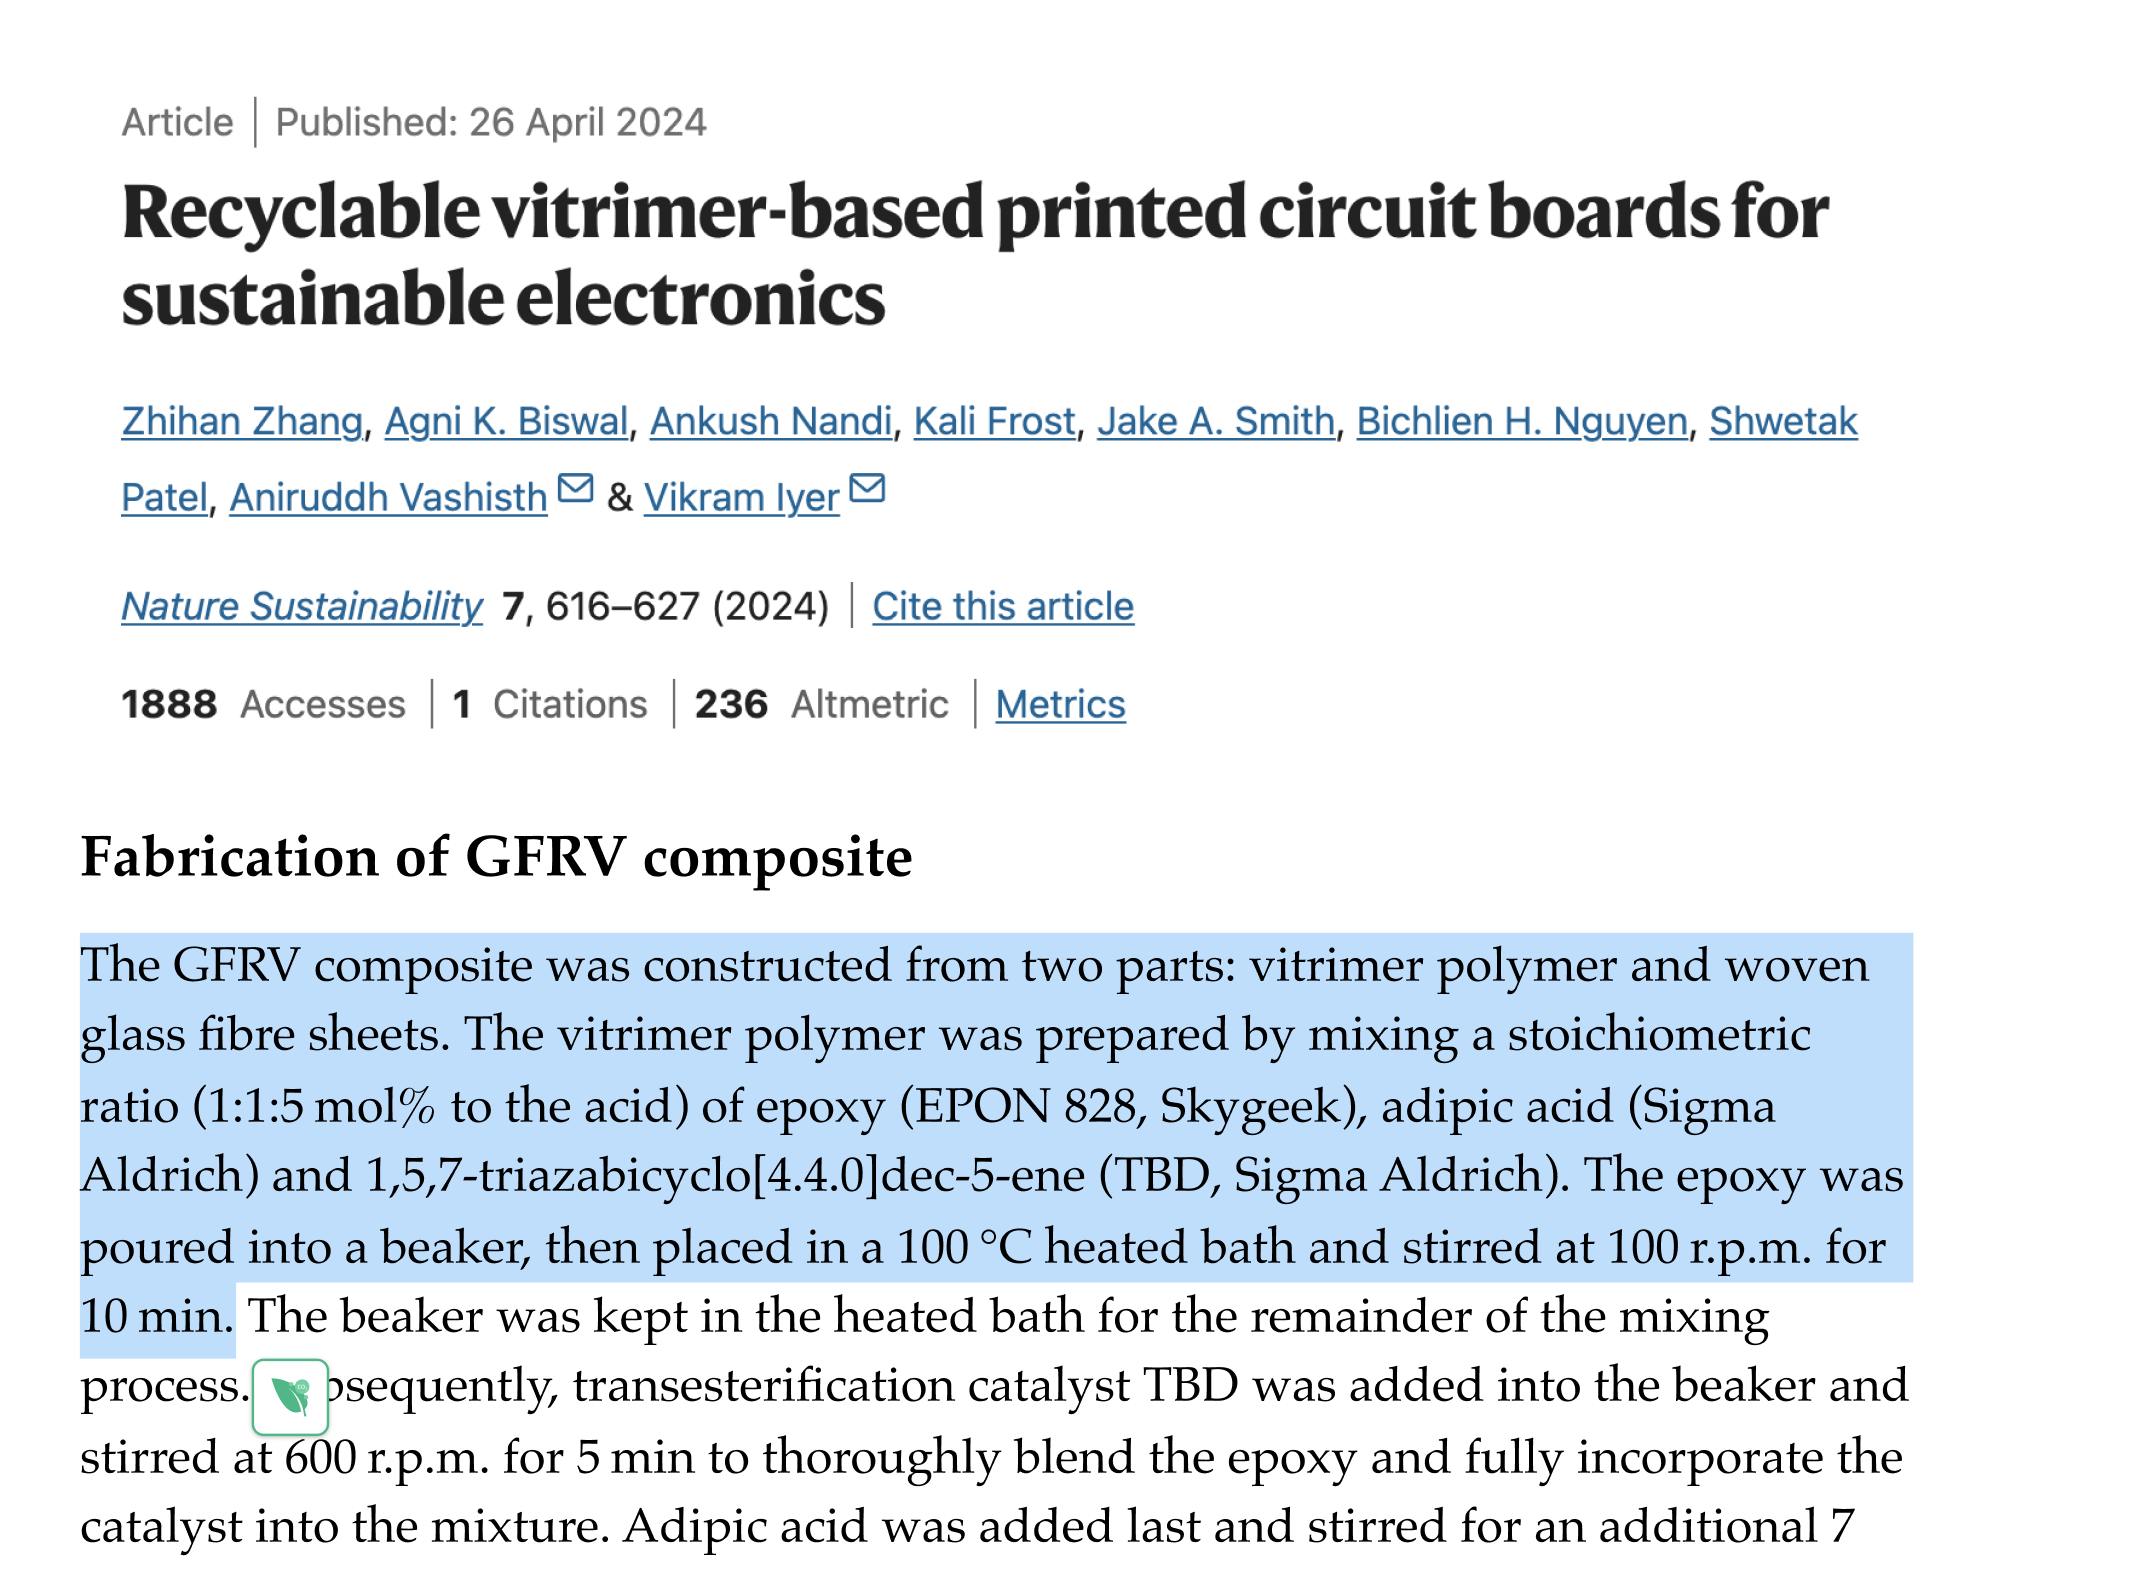 Article | Published: 26 April 2024
Recyclable vitrimer-based printed circuit boards for
sustainable electronics
Zhihan Zhang, Agni K. Biswal, Ankush Nandi, Kali Frost, Jake A. Smith, Bichlien H. Nguyen, Shwetak
Patel, Aniruddh Vashisth & Vikram Iyer
Nature Sustainability 7, 616–627 (2024) | Cite this article
1888 Accesses | 1 Citations | 236 Altmetric | Metrics
Fabrication of GFRV composite
The GFRV composite was constructed from two parts: vitrimer polymer and woven
glass fibre sheets. The vitrimer polymer was prepared by mixing a stoichiometric
ratio (1:1:5 mol% to the acid) of epoxy (EPON 828, Skygeek), adipic acid (Sigma
Aldrich) and 1,5,7-triazabicyclo[4.4.0]dec-5-ene (TBD, Sigma Aldrich). The epoxy was
poured into a beaker, then placed in a 100 °C heated bath and stirred at 100 r.p.m. for
10 min. The beaker was kept in the heated bath for the remainder of the mixing
process. bsequently, transesterification catalyst TBD was added into the beaker and
stirred at 600 r.p.m. for 5 min to thoroughly blend the epoxy and fully incorporate the
catalyst into the mixture. Adipic acid was added last and stirred for an additional 7